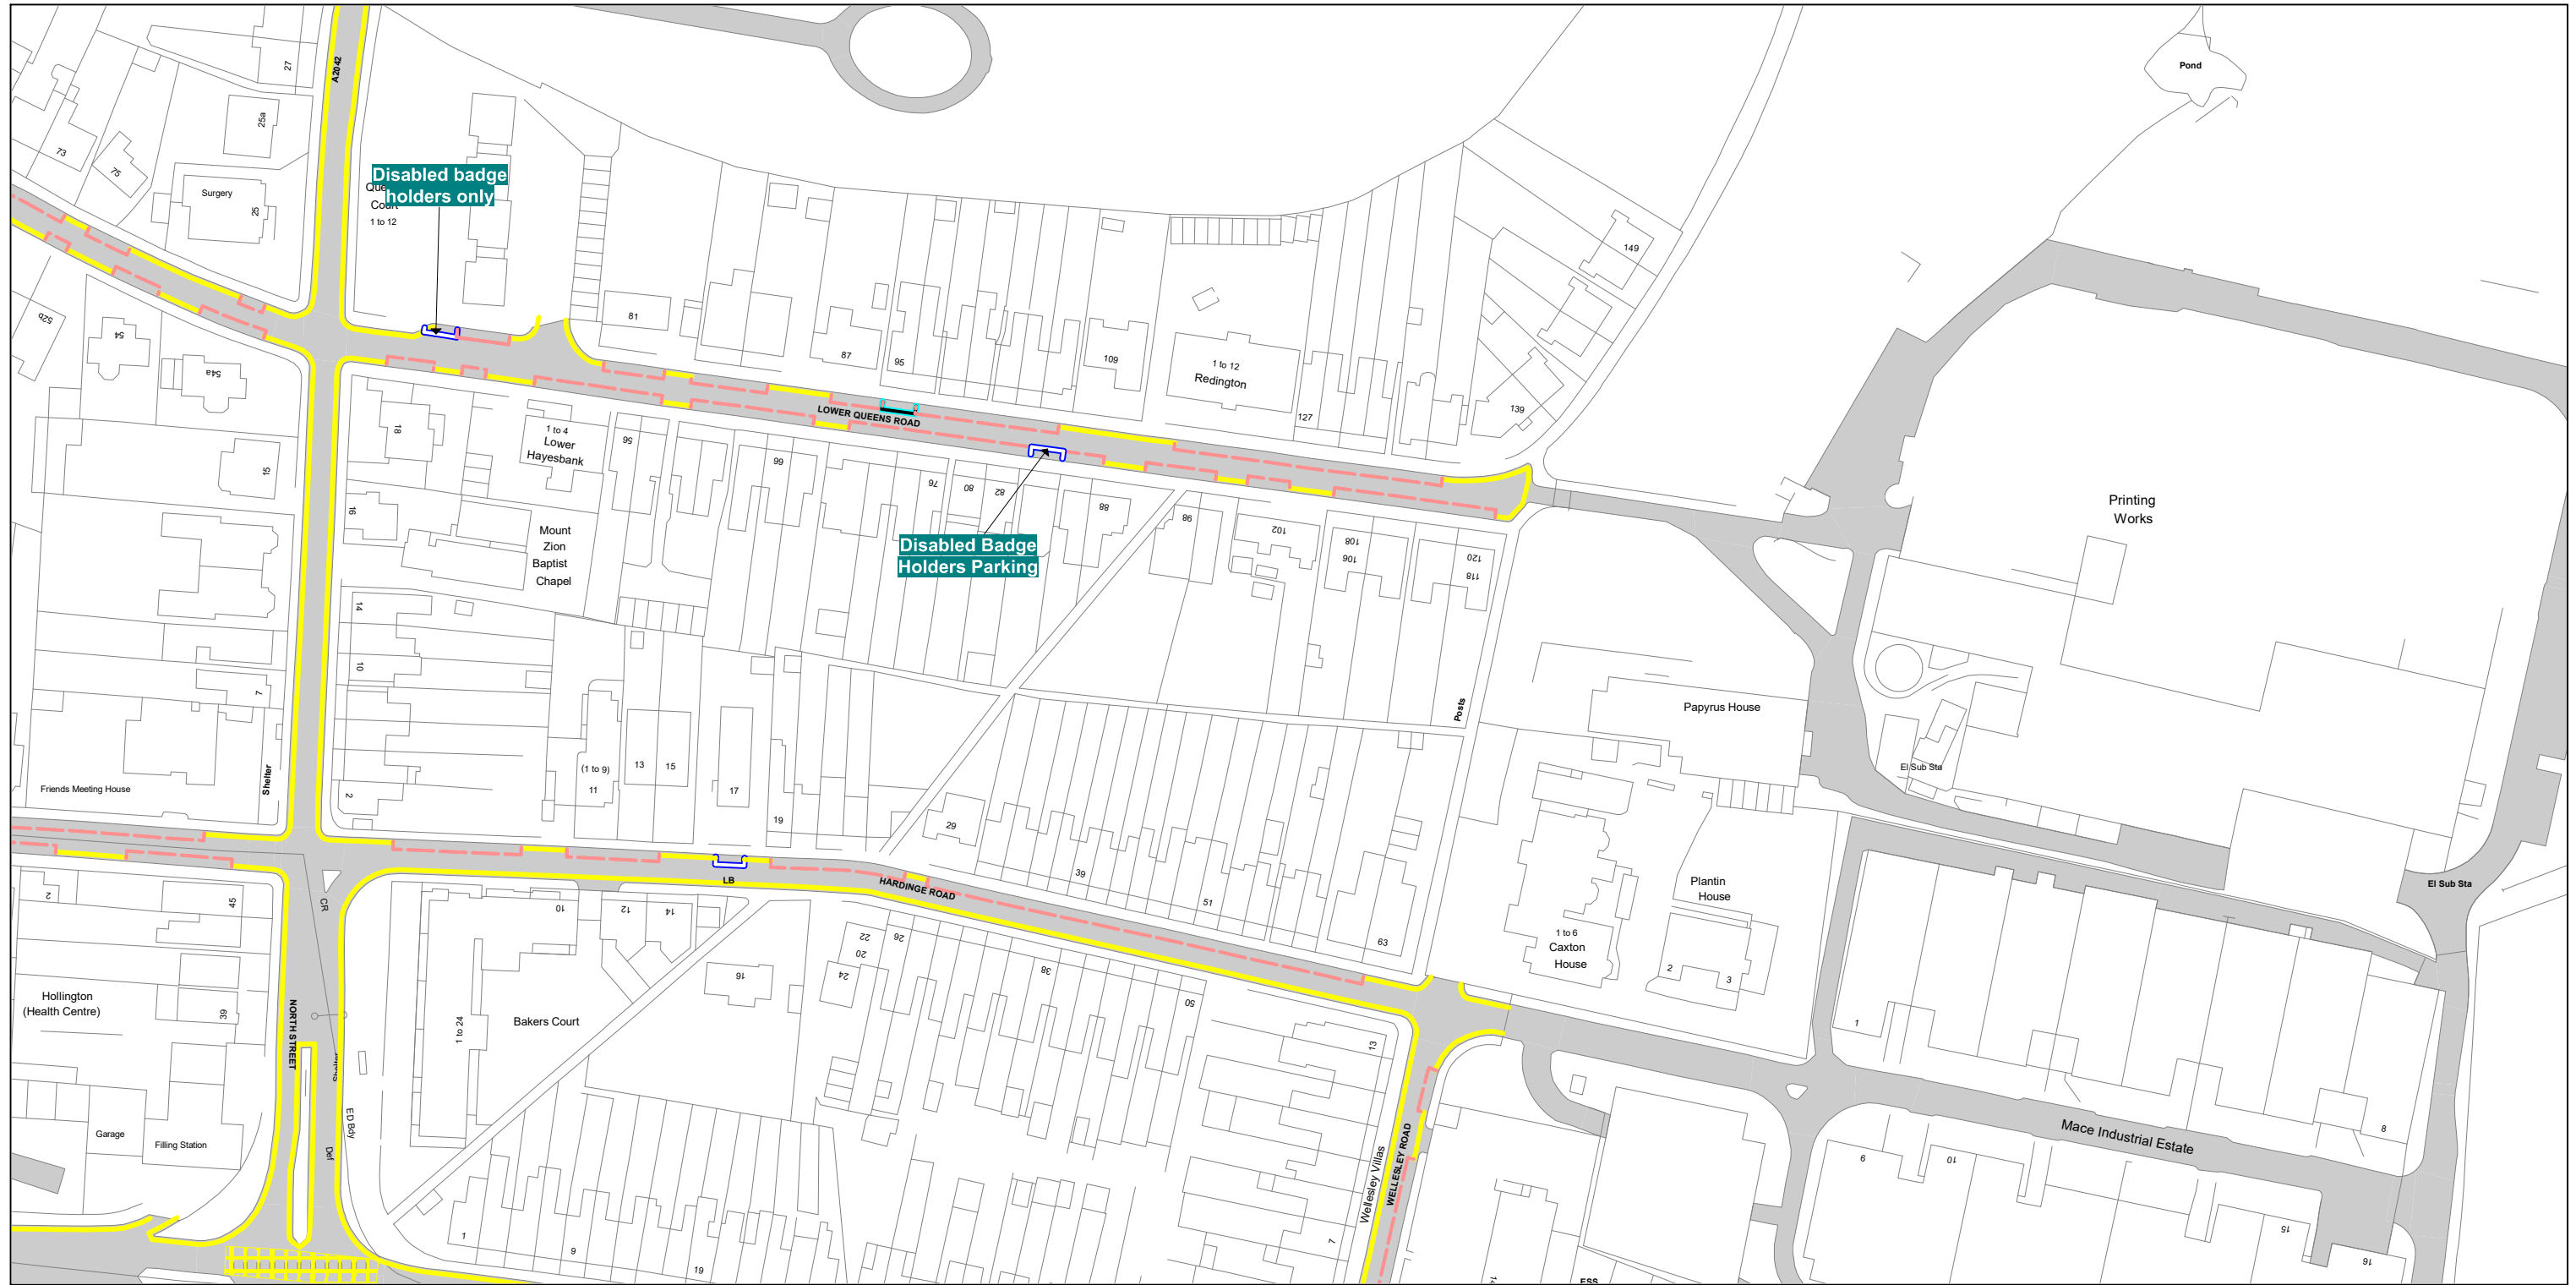 A2042
27
25a
73
75
Surgery
25
Disabled badge
holders only
Court
1 to 12
Pond
149
52b
54
54a
81
87
95
109
1 to 12
Redington
127
139
LOWER QUEENS ROAD
18
1 to 4
Lower
Hayesbank
56
66
76
80
82
88
98
102
108
106
120
118
Printing
Works
15
16
Mount
Zion
Baptist
Chapel
Disabled Badge
Holders Parking
14
10
7
2
Shelter
Friends Meeting House
(1 to 9)
11
13
15
17
19
29
39
51
63
Posts
Papyrus House
El Sub Sta
Plantin
House
1 to 6
Caxton
House
2
3
El Sub Sta
LB
HARDINGE ROAD
CR
2
45
39
Hollington
(Health Centre)
NORTH STREET
10
12
14
16
22
20
24
26
38
50
1 to 24
Bakers Court
13
Garage
Filling Station
ED Bdy
Def
1
9
19
Wellesley Villas
WELLESLEY ROAD
7
1
8
Mace Industrial Estate
9
10
15
16